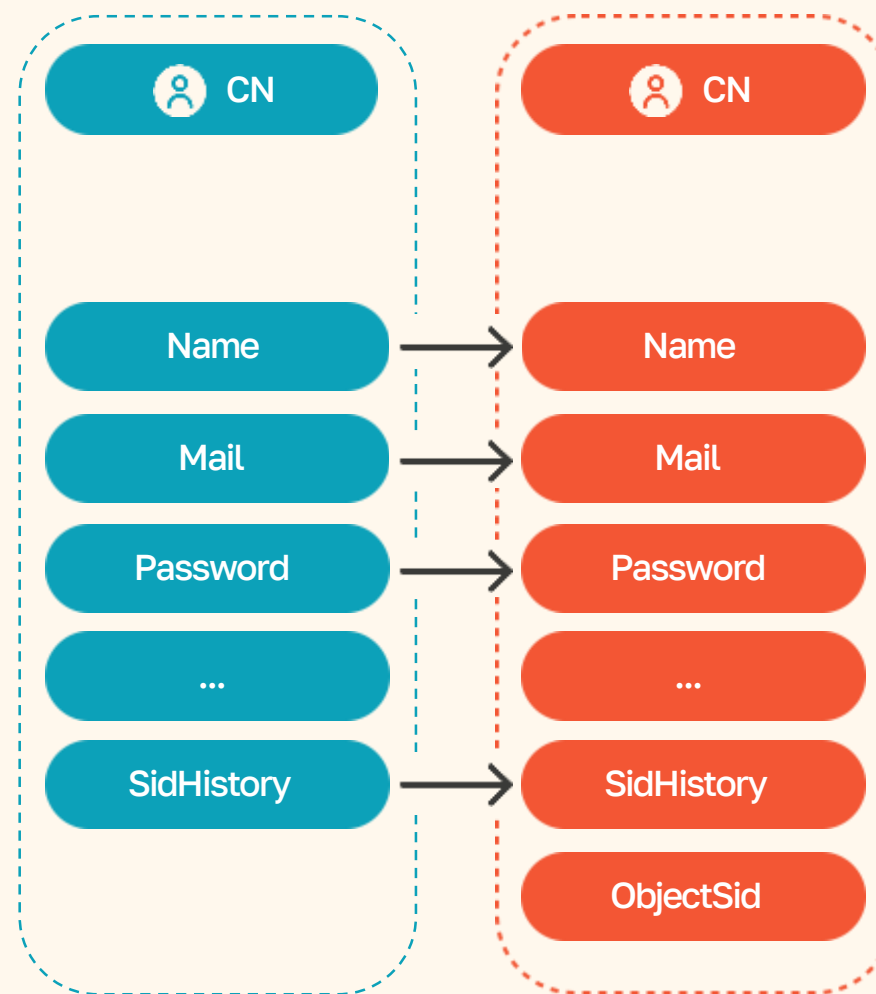 CN
Name
Mail
Password
...
SidHistory
CN
Name
Mail
Password
...
SidHistory
ObjectSid